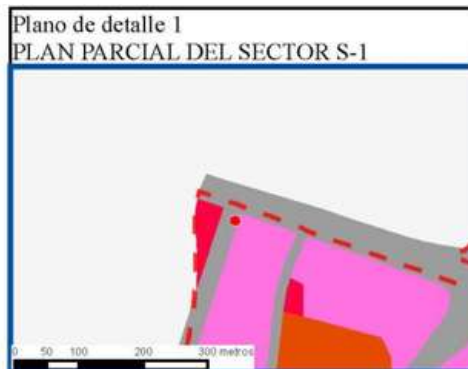 Plano de detalle 1
PLAN PARCIAL DEL SECTOR S-1
0 50 100 200 300 metros